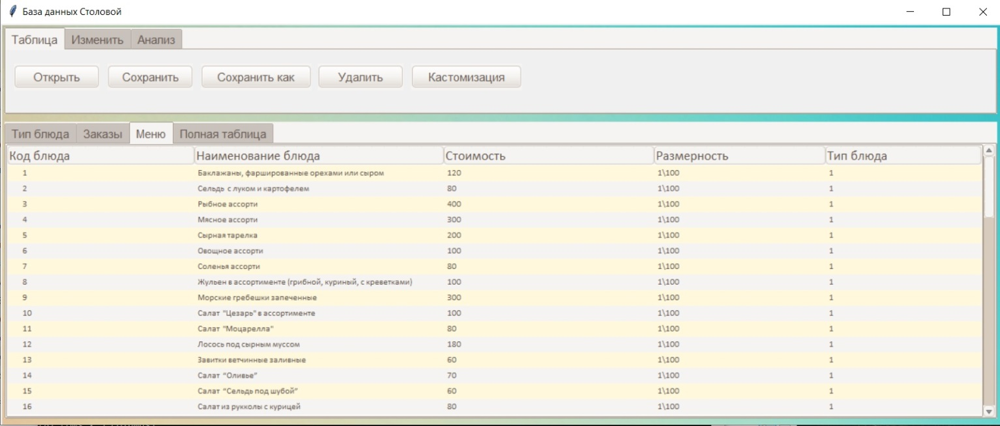 База данных Столовой
Таблица Изменить Анализ
Открыть Сохранить Сохранить как Удалить Кастомизация
Тип блюда Заказы Меню Полная таблица
Код блюда Наименование блюда Стоимость Размерность Тип блюда
1 Баклажаны, фаршированные орехами или сыром 120 1\100 1
2 Сельдь с луком и картофелем 80 1\100 1
3 Рыбное ассорти 400 1\100 1
4 Мясное ассорти 300 1\100 1
5 Сырная тарелка 200 1\100 1
6 Овощное ассорти 100 1\100 1
7 Соленья ассорти 80 1\100 1
8 Жульен в ассортименте (грибной, куриный, с креветками) 100 1\100 1
9 Морские гребешки запеченные 300 1\100 1
10 Салат "Цезарь" в ассортименте 100 1\100 1
11 Салат "Моцарелла" 80 1\100 1
12 Лосось под сырным муссом 180 1\100 1
13 Завитки ветчинные заливные 60 1\100 1
14 Салат “Оливье” 70 1\100 1
15 Салат “Сельдь под шубой” 60 1\100 1
16 Салат из рукколы с курицей 80 1\100 1